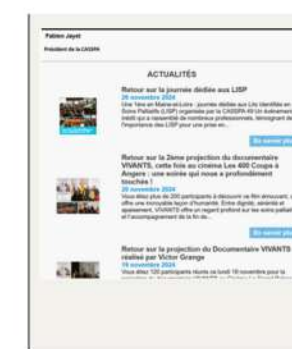 Fabien Jayet
Président de la CASSPA
ACTUALITÉS
Retour sur la journée dédiée aux LISP
26 novembre 2024
Une 1ère en Maine-et-Loire : journée dédiée aux Lits Identifiés en
Soins Palliatifs (LISP) organisée par la CASSPA 49 Un événement
inédit qui a rassemblé de nombreux professionnels, témoignant de
l'importance des LISP pour une prise en...
En savoir plus
Retour sur la 2ème projection du documentaire
VIVANTS, cette fois au cinéma Les 400 Coups à
Angers : une soirée qui nous a profondément
touchés !
20 novembre 2024
Vous étiez plus de 200 participants à découvrir ce film émouvant,
offre une incroyable leçon d'humanité. Entre dignité, sérénité et
apaisement, VIVANTS offre un regard profond sur les soins palliatifs
et l'accompagnement de la fin de...
En savoir plus
Retour sur la projection du Documentaire VIVANTS
réalisé par Victor Grange
19 novembre 2024
Vous étiez 120 participants réunis ce lundi 18 novembre pour la